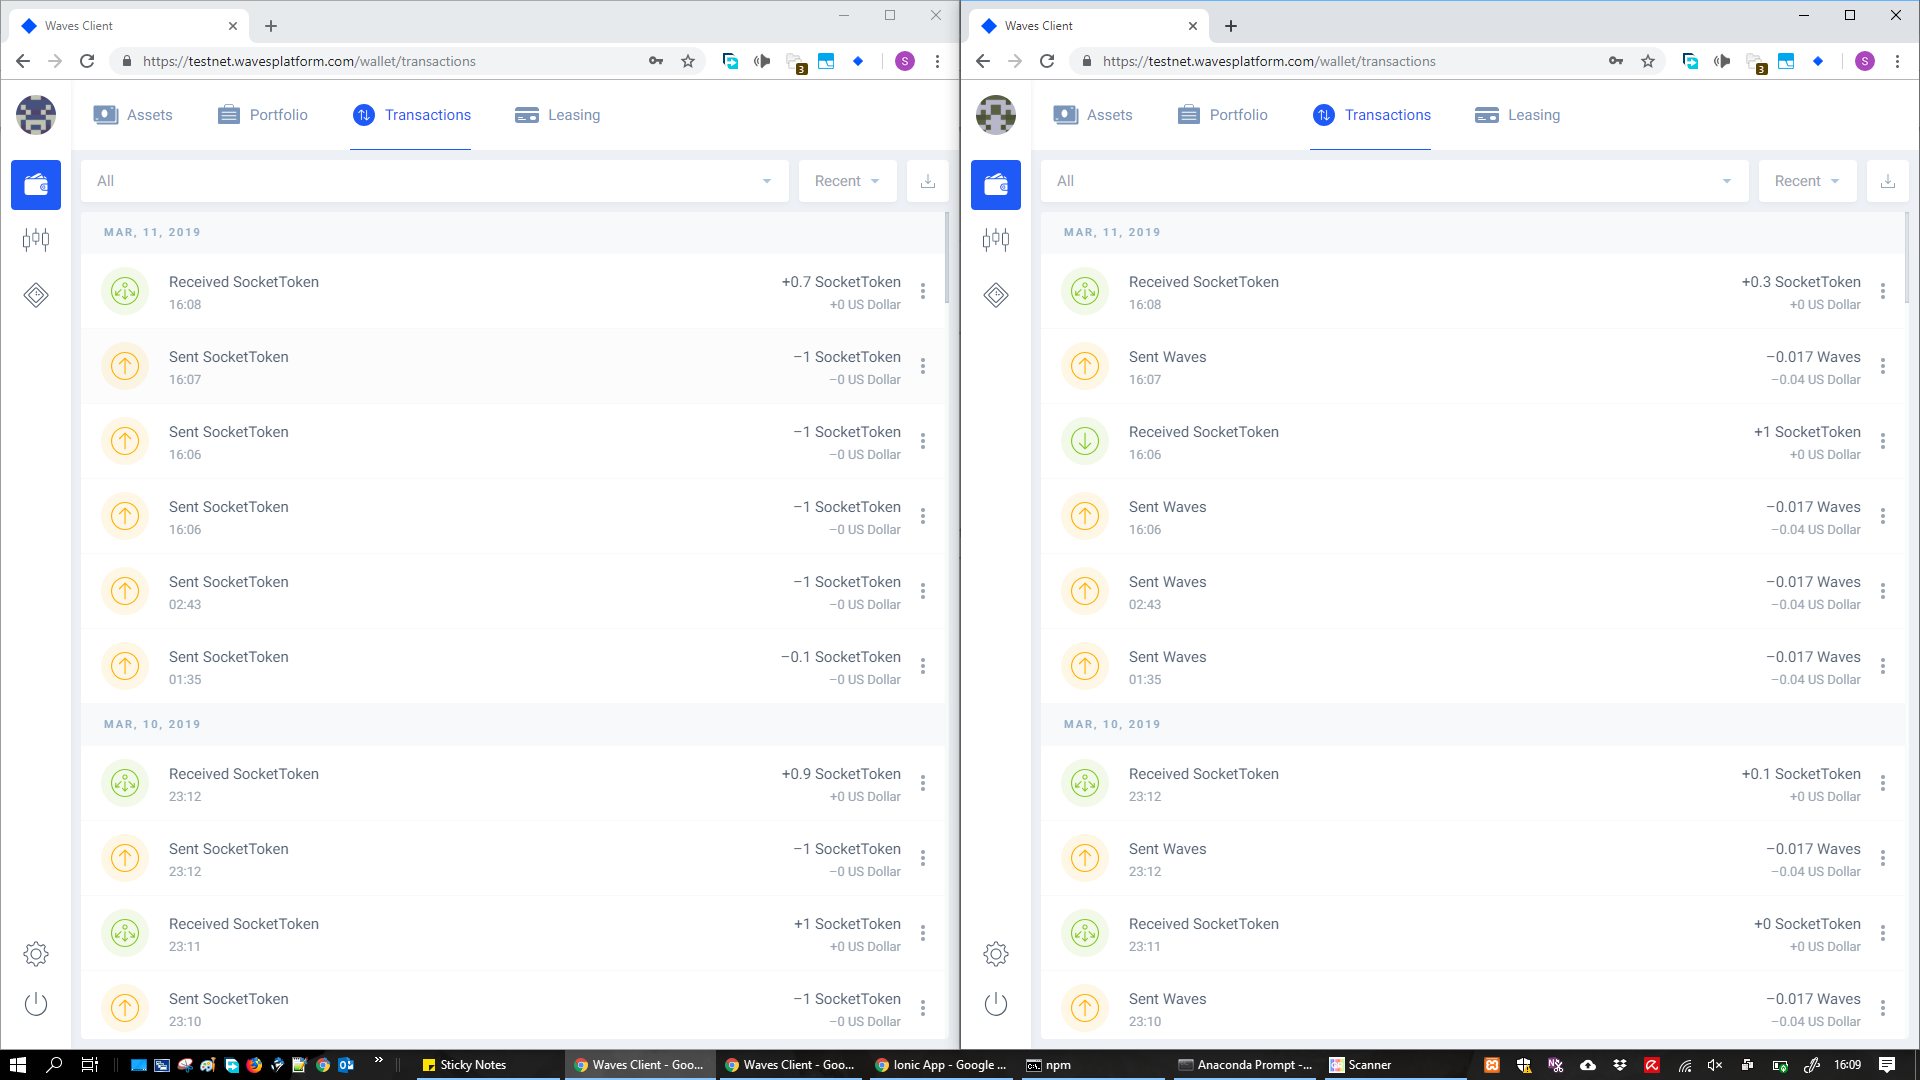 Waves Client
https://testnet.wavesplatform.com/wallet/transactions
3
S
Assets
Portfolio
Transactions
Leasing
All
Recent
MAR, 11, 2019
Received SocketToken
+0.7 SocketToken
16:08
+0 US Dollar
Sent SocketToken
−1 SocketToken
16:07
−0 US Dollar
Sent SocketToken
−1 SocketToken
16:06
−0 US Dollar
Sent SocketToken
−1 SocketToken
16:06
−0 US Dollar
Sent SocketToken
−1 SocketToken
02:43
−0 US Dollar
Sent SocketToken
−0.1 SocketToken
01:35
−0 US Dollar
MAR, 10, 2019
Received SocketToken
+0.9 SocketToken
23:12
+0 US Dollar
Sent SocketToken
−1 SocketToken
23:12
−0 US Dollar
Received SocketToken
+1 SocketToken
23:11
+0 US Dollar
Sent SocketToken
−1 SocketToken
23:10
−0 US Dollar
Waves Client
https://testnet.wavesplatform.com/wallet/transactions
3
S
Assets
Portfolio
Transactions
Leasing
All
Recent
MAR, 11, 2019
Received SocketToken
+0.3 SocketToken
16:08
+0 US Dollar
Sent Waves
−0.017 Waves
16:07
−0.04 US Dollar
Received SocketToken
+1 SocketToken
16:06
+0 US Dollar
Sent Waves
−0.017 Waves
16:06
−0.04 US Dollar
Sent Waves
−0.017 Waves
02:43
−0.04 US Dollar
Sent Waves
−0.017 Waves
01:35
−0.04 US Dollar
MAR, 10, 2019
Received SocketToken
+0.1 SocketToken
23:12
+0 US Dollar
Sent Waves
−0.017 Waves
23:12
−0.04 US Dollar
Received SocketToken
+0 SocketToken
23:11
+0 US Dollar
Sent Waves
−0.017 Waves
23:10
−0.04 US Dollar
Sticky Notes
Waves Client - Goo...
Waves Client - Goo...
Ionic App - Google ...
npm
Anaconda Prompt -...
Scanner
16:09